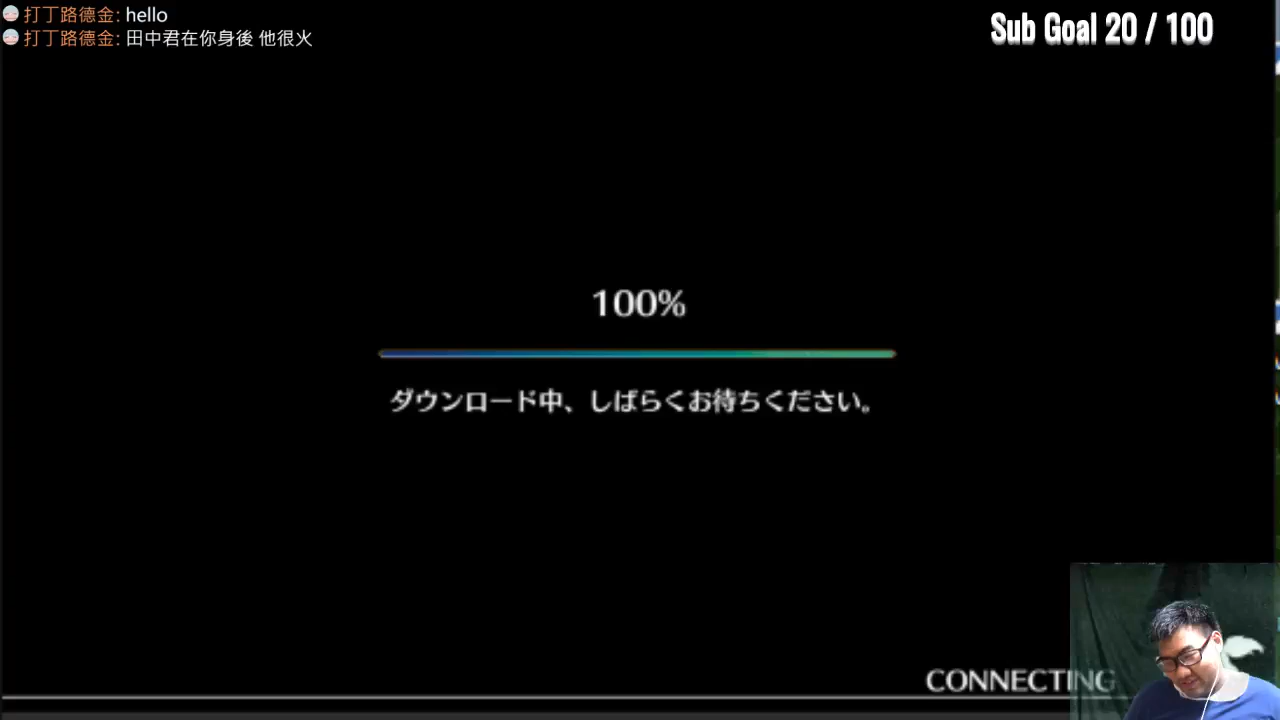 打丁路德金: hello
打丁路德金: 田中君在你身後 他很火
Sub Goal 20 / 100
100%
ダウンロード中、しばらくお待ちください。
CONNECTING